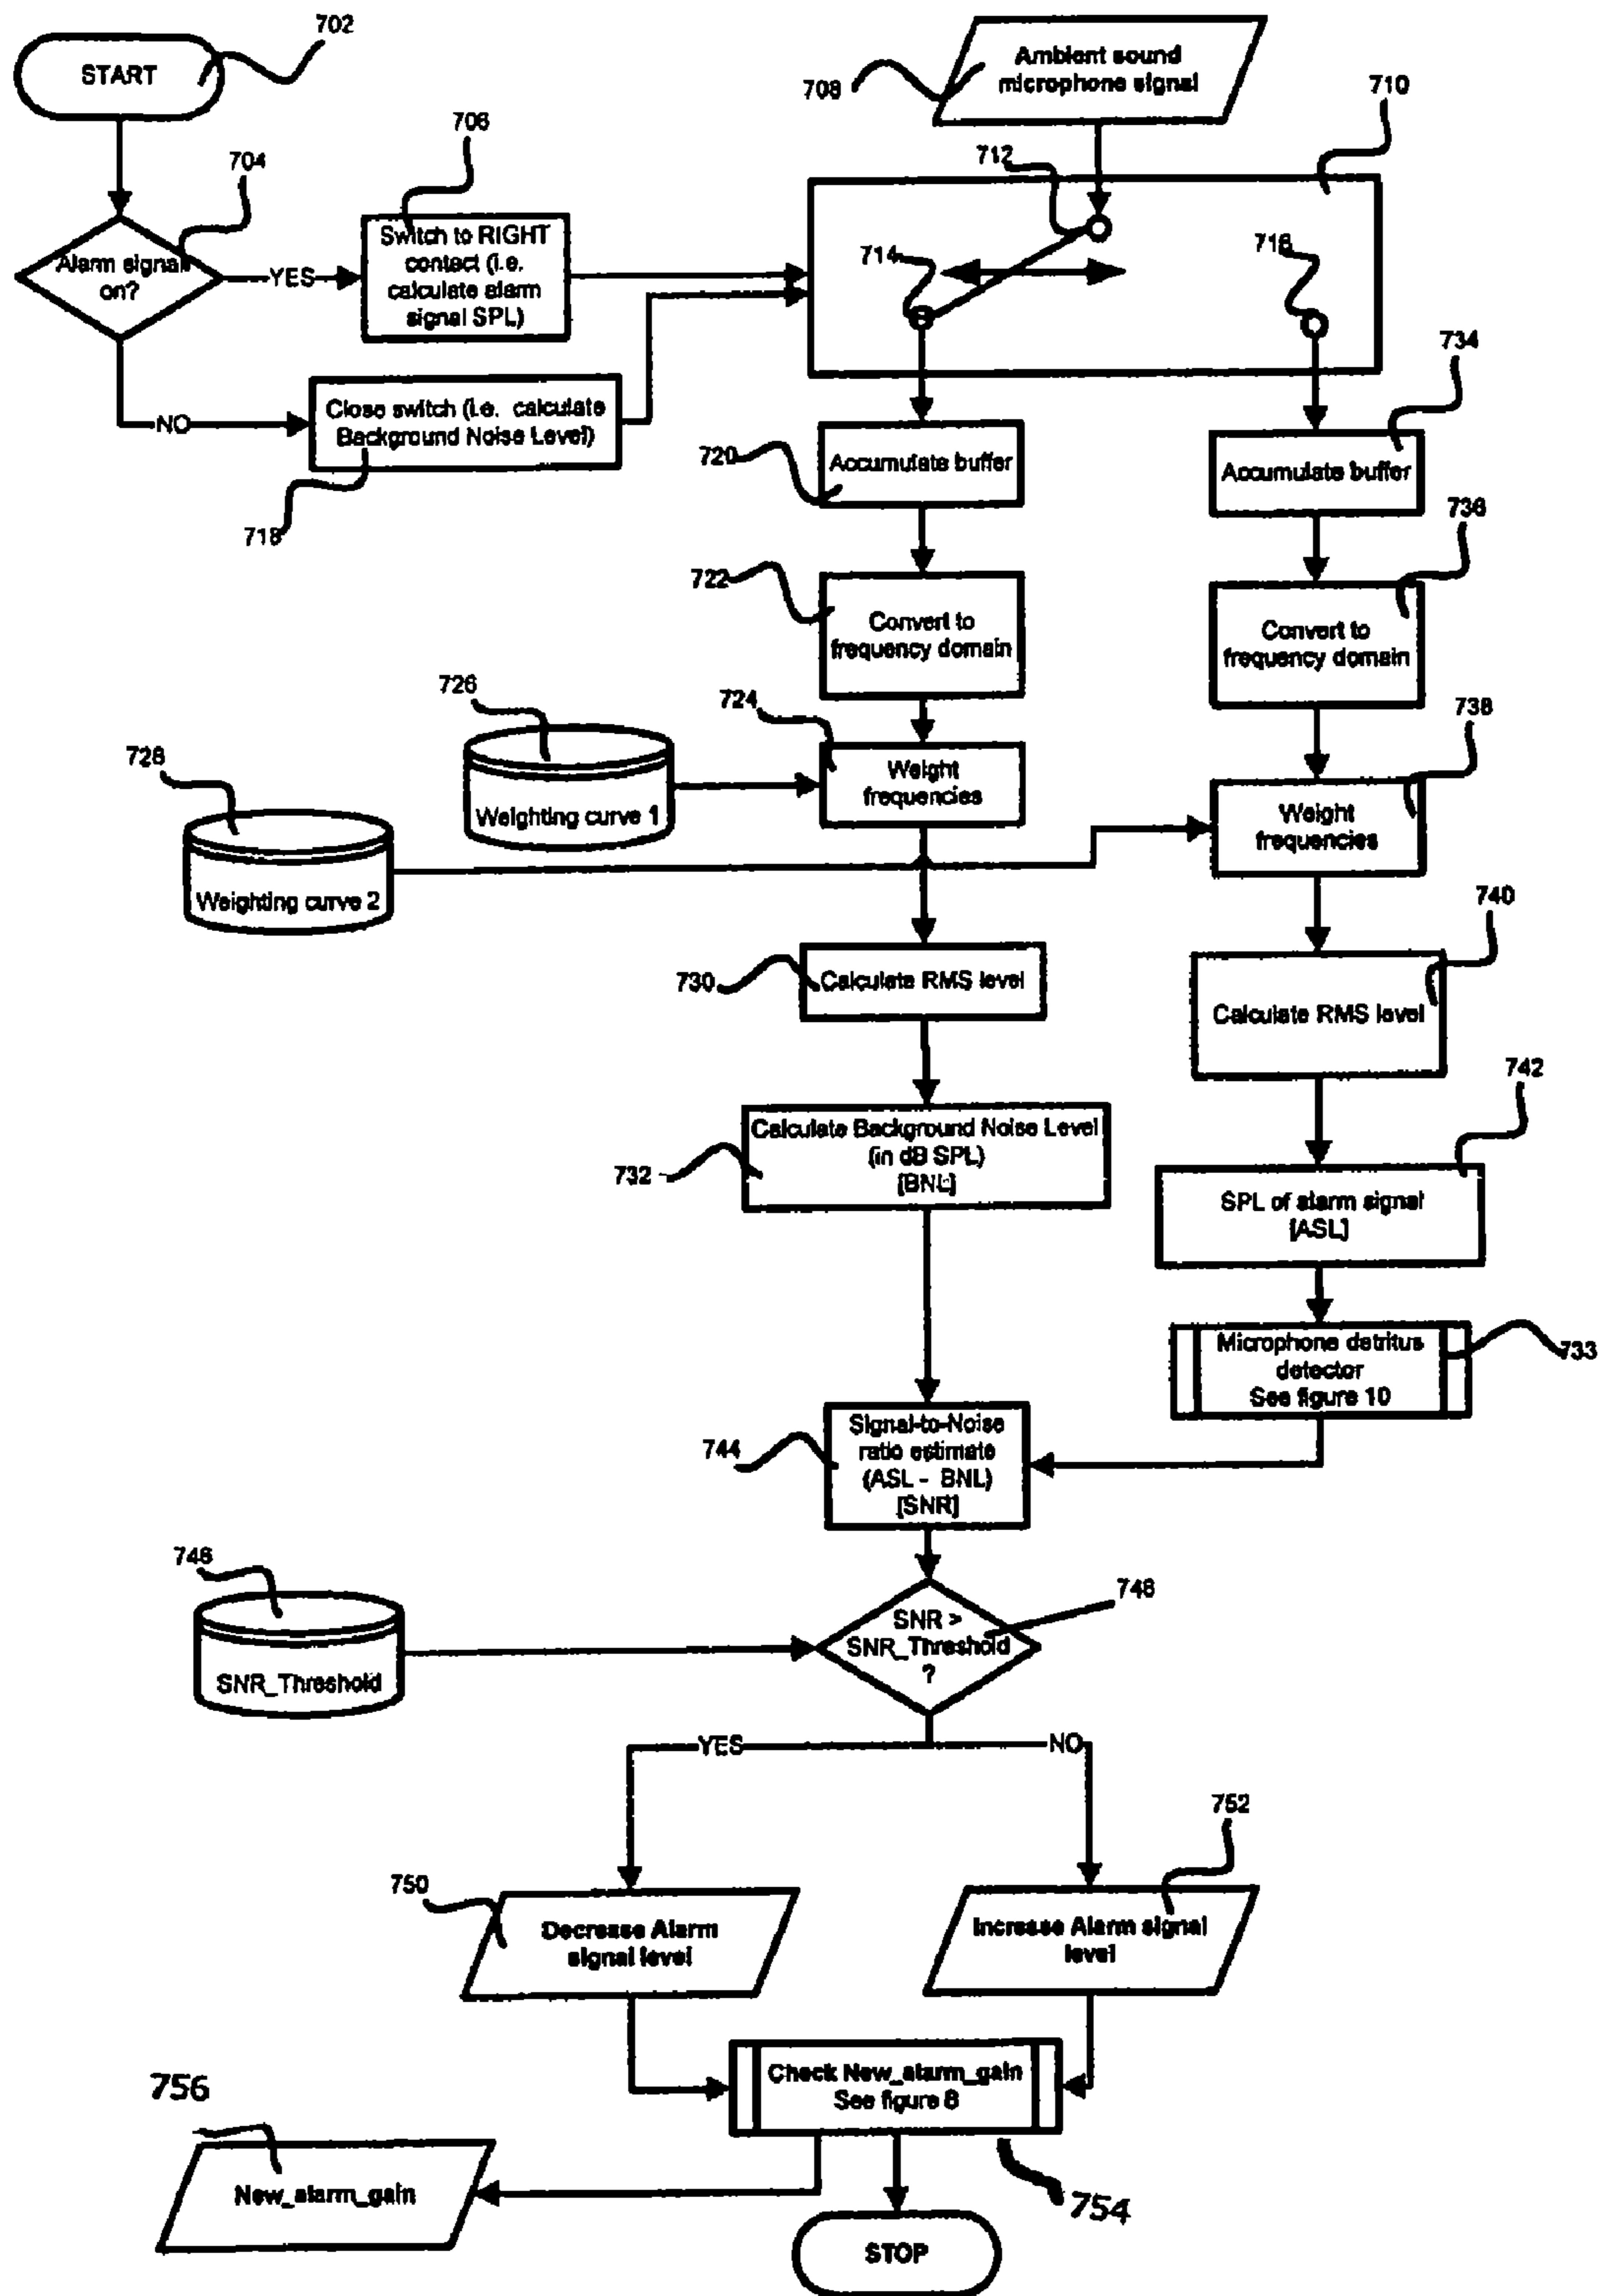 702
START
Ambient sound
microphone signal
708
710
706
704
712
Alarm signal
on?
YES
Switch to RIGHT
contact (i.e.
calculate alarm
signal SPL)
714
716
734
NO
Close switch (i.e. calculate
Background Noise Level)
718
720
Accumulate buffer
Accumulate buffer
736
722
Convert to
frequency domain
Convert to
frequency domain
726
724
738
728
Weighting curve 1
Weight
frequencies
Weight
frequencies
Weighting curve 2
740
730
Calculate RMS level
Calculate RMS level
742
Calculate Background Noise Level
(in dB SPL)
[BNL]
732
SPL of alarm signal
[ASL]
Microphone detritus
detector
See figure 10
733
744
Signal-to-Noise
ratio estimate
(ASL - BNL)
[SNR]
746
748
SNR >
SNR_Threshold
?
SNR_Threshold
YES
NO
752
750
Decrease Alarm
signal level
Increase Alarm signal
level
756
Check New_alarm_gain
See figure 8
New_alarm_gain
754
STOP